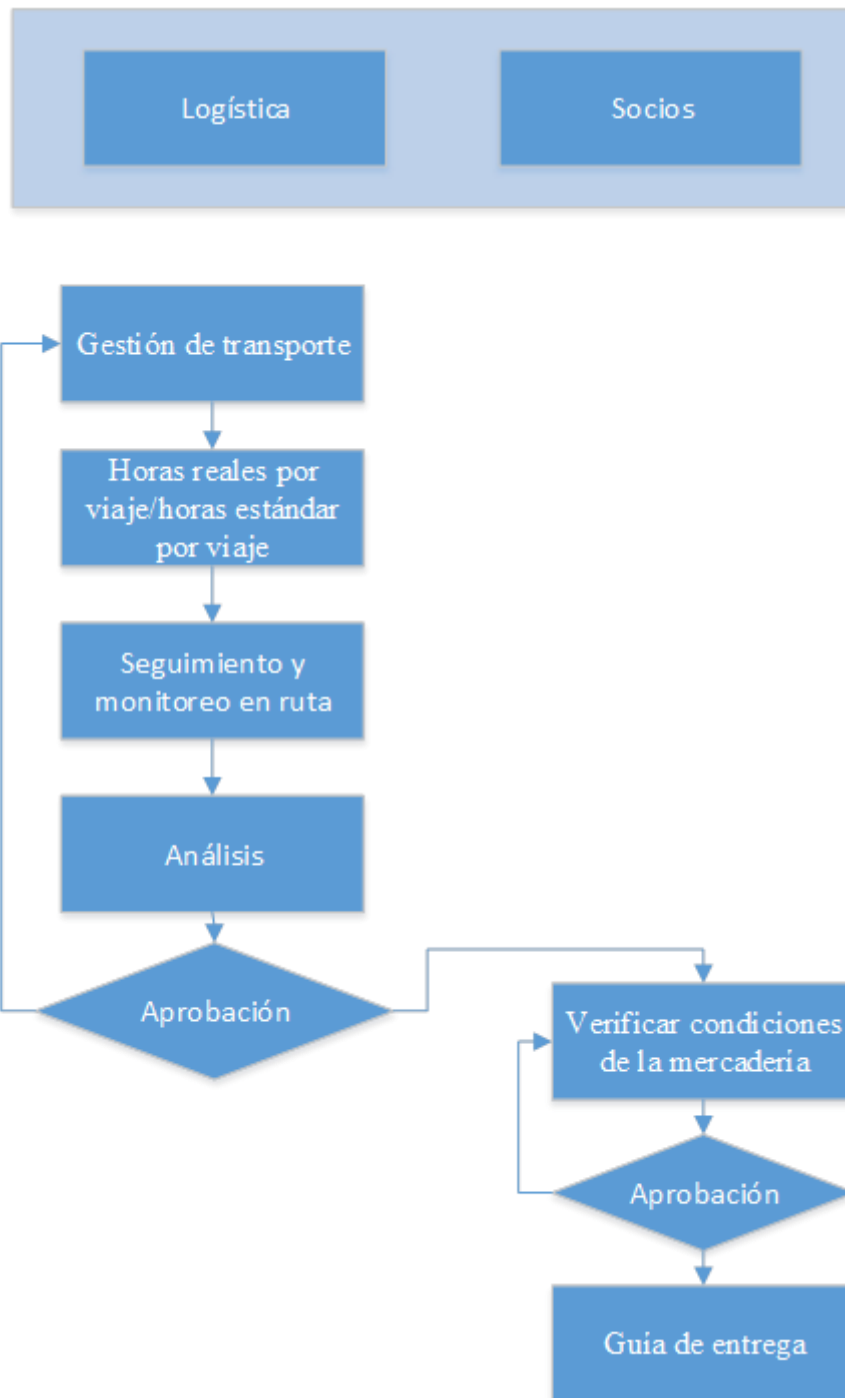 Logística
Socios
Gestión de transporte
Horas reales por
viaje/horas estándar
por viaje
Seguimiento y
monitoreo en ruta
Análisis
Aprobación
Verificar condiciones
de la mercadería
Aprobación
Guía de entrega